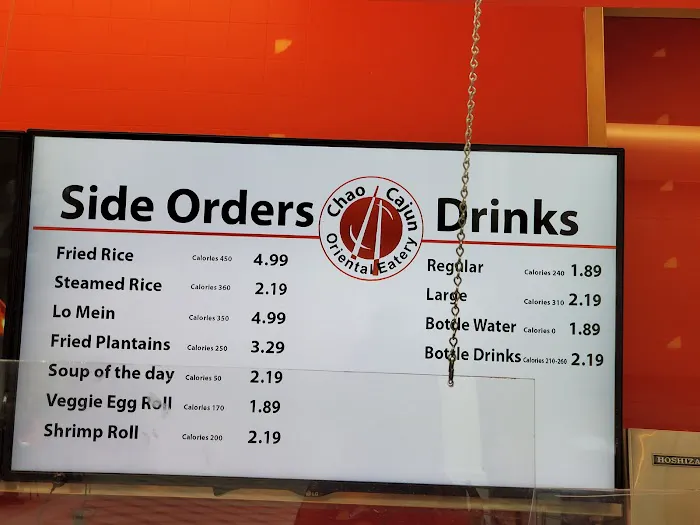 Side Orders
Fried Rice Calories 450 4.99
Steamed Rice Calories 360 2.19
Lo Mein Calories 350 4.99
Fried Plantains Calories 250 3.29
Soup of the day Calories 50 2.19
Veggie Egg Roll Calories 170 1.89
Shrimp Roll Calories 200 2.19
Chao Cajun
Oriental Eatery
Drinks
Regular Calories 240 1.89
Large Calories 310 2.19
Bottle Water Calories 0 1.89
Bottle Drinks Calories 210-260 2.19
LG